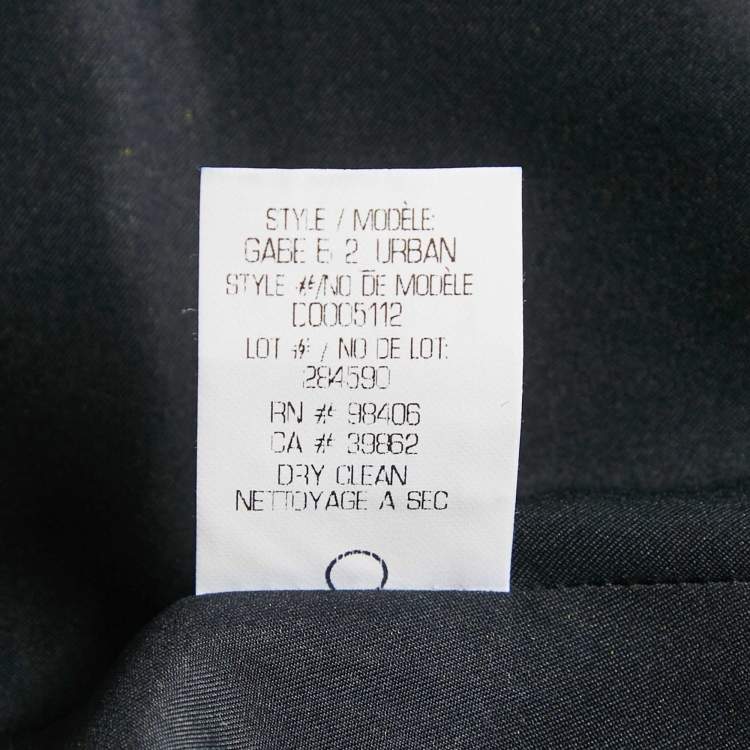 STYLE / MODÈLE:
GABE B 2 URBAN
STYLE #/NO DE MODÈLE
C0005112
LOT # / NO DE LOT:
284590
RN # 98406
CA # 39862
DRY CLEAN
NETTOYAGE A SEC